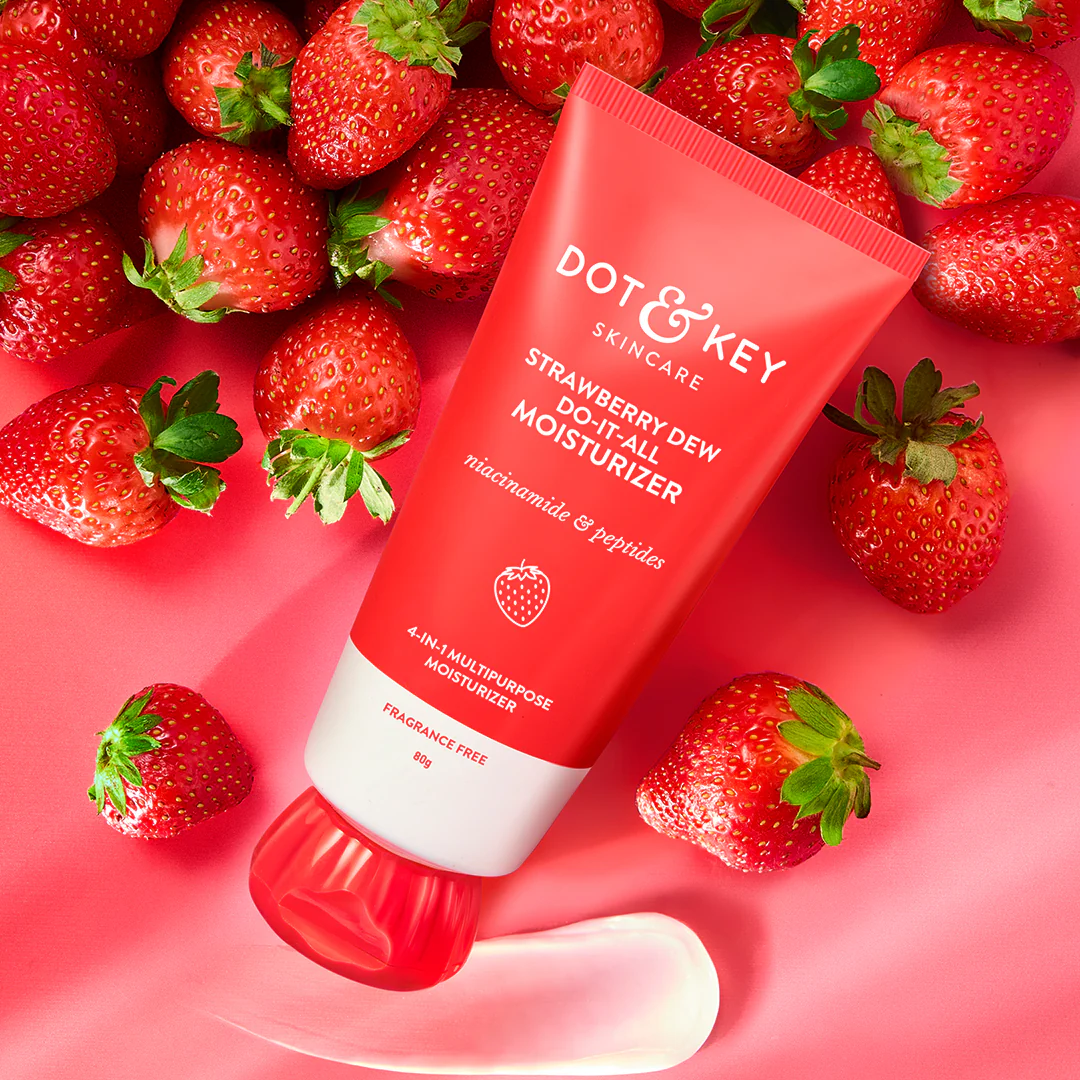 DOT & KEY
SKINCARE
STRAWBERRY DEW
DO-IT-ALL
MOISTURIZER
niacinamide & peptides
4-IN-1 MULTIPURPOSE
MOISTURIZER
FRAGRANCE FREE
80g